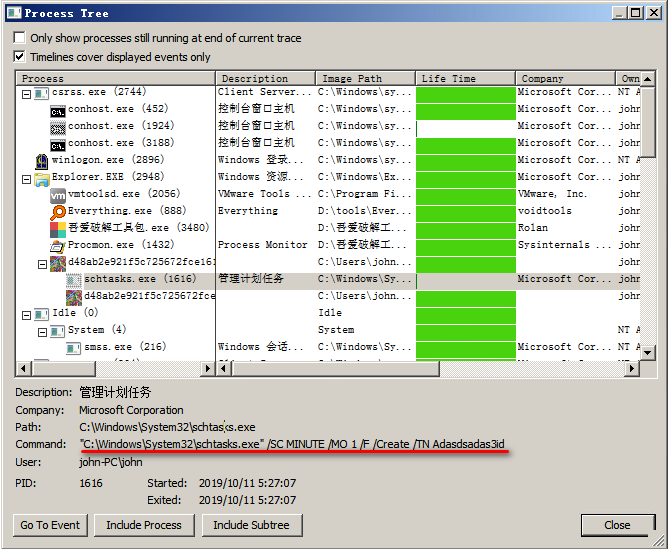 Process Tree
Only show processes still running at end of current trace
Timelines cover displayed events only
Process Description Image Path Life Time Company Own
csrss.exe (2744) Client Server... C:\Windows\sy... Microsoft Cor... NT A
conhost.exe (452) 控制台窗口主机 C:\Windows\sy... Microsoft Cor... john
conhost.exe (1924) 控制台窗口主机 C:\Windows\sy... Microsoft Cor... john
conhost.exe (3188) 控制台窗口主机 C:\Windows\sy... Microsoft Cor... john
winlogon.exe (2896) Windows 登录... C:\Windows\sy... Microsoft Cor... NT A
Explorer.EXE (2948) Windows 资源... C:\Windows\Ex... Microsoft Cor... john
vmtoolsd.exe (2056) VMware Tools ... C:\Program Fi... VMware, Inc. john
Everything.exe (888) Everything D:\tools\Ever... voidtools john
吾爱破解工具包.exe (3480) D:\吾爱破解工... Rolan john
Procmon.exe (1432) Process Monitor D:\吾爱破解工... Sysinternals ... john
d48ab2e921f5c725672fce161 C:\Users\john... john
schtasks.exe (1616) 管理计划任务 C:\Windows\Sy... Microsoft Cor... john
d48ab2e921f5c725672fce C:\Users\john... john
Idle (0) Idle
System (4) System NT A
smss.exe (216) Windows 会话... C:\Windows\Sy... Microsoft Cor... NT A
Description: 管理计划任务
Company: Microsoft Corporation
Path: C:\Windows\System32\schtasks.exe
Command: "C:\Windows\System32\schtasks.exe" /SC MINUTE /MO 1 /F /Create /TN Adasdsadas3id
User: john-PC\john
PID: 1616 Started: 2019/10/11 5:27:07
Exited: 2019/10/11 5:27:07
Go To Event Include Process Include Subtree Close